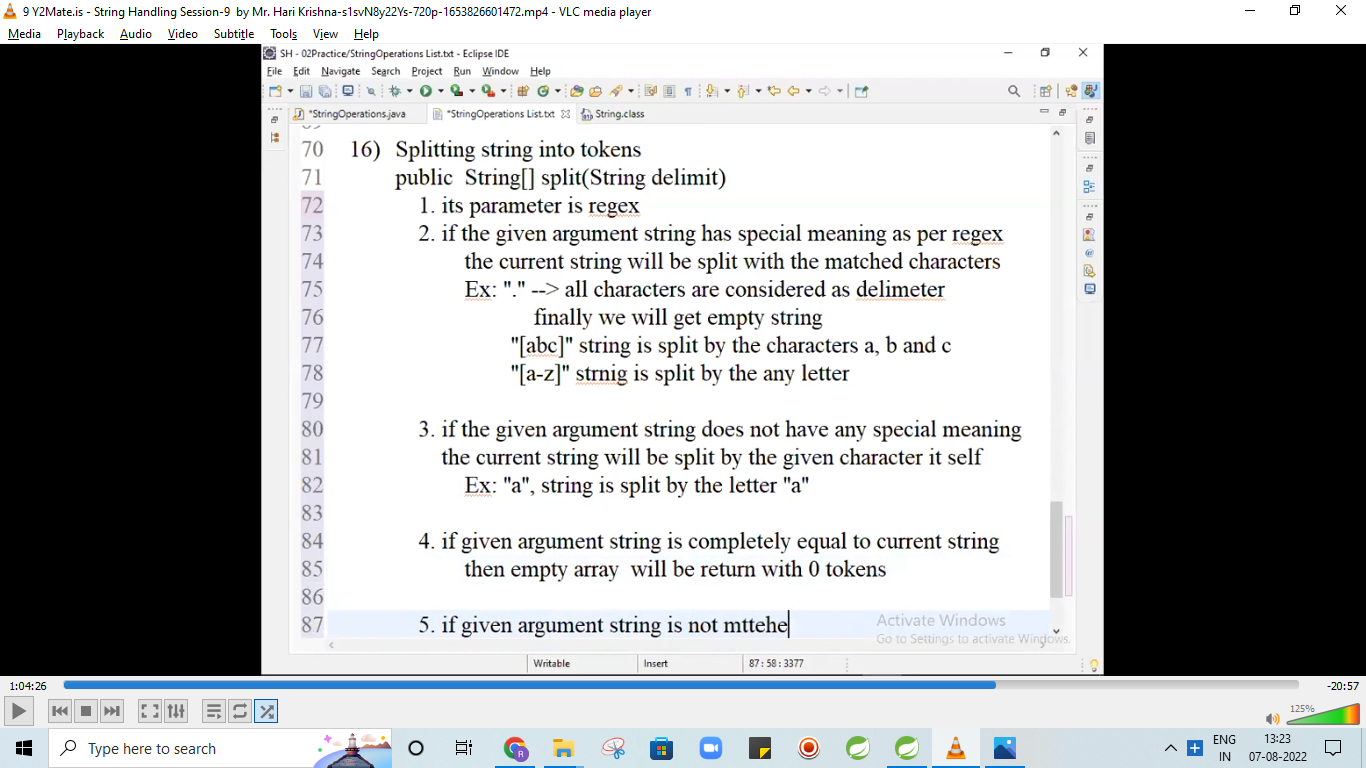 9 Y2Mate.is - String Handling Session-9 by Mr. Hari Krishna-s1svN8y22Ys-720p-1653826601472.mp4 - VLC media player
Media Playback Audio Video Subtitle Tools View Help
SH - 02Practice/StringOperations List.txt - Eclipse IDE
File Edit Navigate Search Project Run Window Help
*StringOperations.java *StringOperations List.txt String.class
70 16) Splitting string into tokens
71 public String[] split(String delimit)
72 1. its parameter is regex
73 2. if the given argument string has special meaning as per regex
74 the current string will be split with the matched characters
75 Ex: "." --> all characters are considered as delimeter
76 finally we will get empty string
77 "[abc]" string is split by the characters a, b and c
78 "[a-z]" strnig is split by the any letter
79
80 3. if the given argument string does not have any special meaning
81 the current string will be split by the given character it self
82 Ex: "a", string is split by the letter "a"
83
84 4. if given argument string is completely equal to current string
85 then empty array will be return with 0 tokens
86
87 5. if given argument string is not mttehe
Activate Windows
Go to Settings to activate Windows.
Writable Insert 87 : 58 : 3377
1:04:26 -20:57
125%
Type here to search
ENG
IN
13:23
07-08-2022